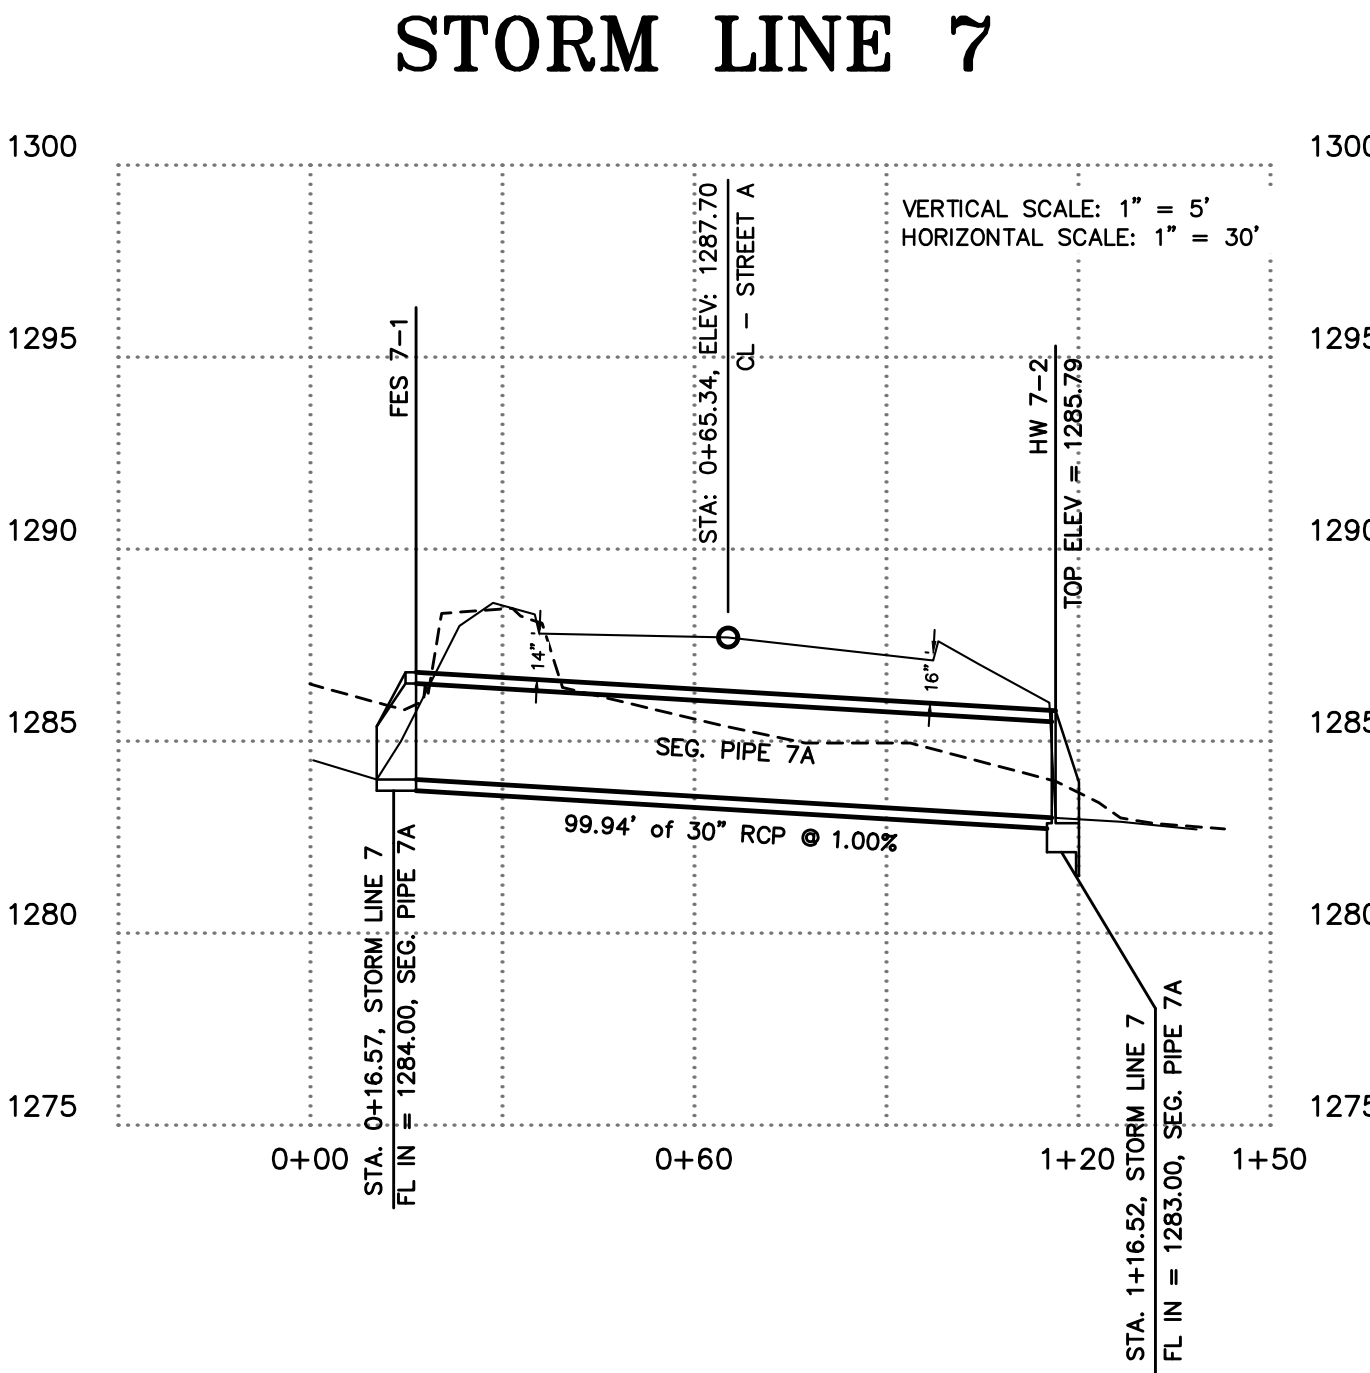 STORM LINE 7
VERTICAL SCALE: 1" = 5'
HORIZONTAL SCALE: 1" = 30'
1300
1295
1290
1285
1280
1275
1300
1295
1290
1285
1280
1275
FES 7-1
STA: 0+65.34, ELEV: 1287.70
CL - STREET A
HW 7-2
TOP ELEV = 1285.79
14"
16"
SEG. PIPE 7A
99.94' of 30" RCP @ 1.00%
STA. 0+16.57, STORM LINE 7
FL IN = 1284.00, SEG. PIPE 7A
STA. 1+16.52, STORM LINE 7
FL IN = 1283.00, SEG. PIPE 7A
0+00
0+60
1+20
1+50